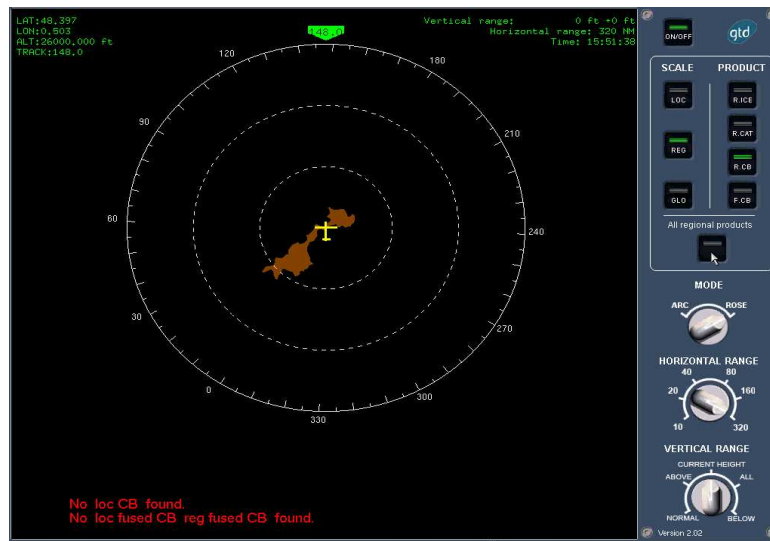 LAT:48.397
LON:0.503
ALT:26000.000 ft
TRACK:148.0
148.0
Vertical range: 0 ft +0 ft
Horizontal range: 320 NM
Time: 15:51:38
120
180
90
210
60
240
30
270
0
300
330
No loc CB found.
No loc fused CB reg fused CB found.
ON/OFF
gtd
SCALE PRODUCT
LOC R.ICE
R.CAT
REG
R.CB
GLO F.CB
All regional products
MODE
ARC ROSE
HORIZONTAL RANGE
40 80
20 160
10 320
VERTICAL RANGE
CURRENT HEIGHT
ABOVE ALL
NORMAL BELOW
Version 2.02